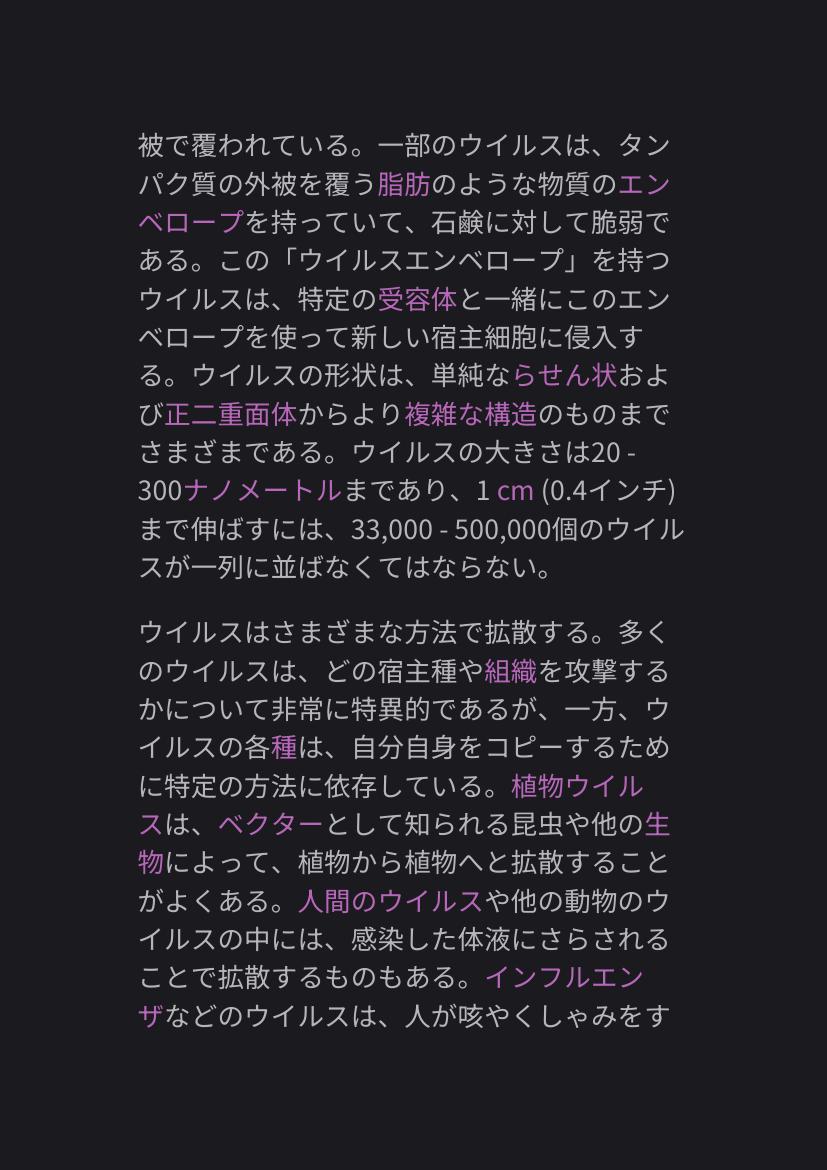 被で覆われている。一部のウイルスは、タン
パク質の外被を覆う脂肪のような物質のエン
ベロープを持っていて、石鹸に対して脆弱で
ある。この「ウイルスエンベロープ」を持つ
ウイルスは、特定の受容体と一緒にこのエン
ベロープを使って新しい宿主細胞に侵入す
る。ウイルスの形状は、単純ならせん状およ
び正二重面体からより複雑な構造のものまで
さまざまである。ウイルスの大きさは20 -
300ナノメートルまであり、1 cm (0.4インチ)
まで伸ばすには、33,000 - 500,000個のウイル
スが一列に並ばなくてはならない。
ウイルスはさまざまな方法で拡散する。多く
のウイルスは、どの宿主種や組織を攻撃する
かについて非常に特異的であるが、一方、ウ
イルスの各種は、自分自身をコピーするため
に特定の方法に依存している。植物ウイル
スは、ベクターとして知られる昆虫や他の生
物によって、植物から植物へと拡散すること
がよくある。人間のウイルスや他の動物のウ
イルスの中には、感染した体液にさらされる
ことで拡散するものもある。インフルエン
ザなどのウイルスは、人が咳やくしゃみをす